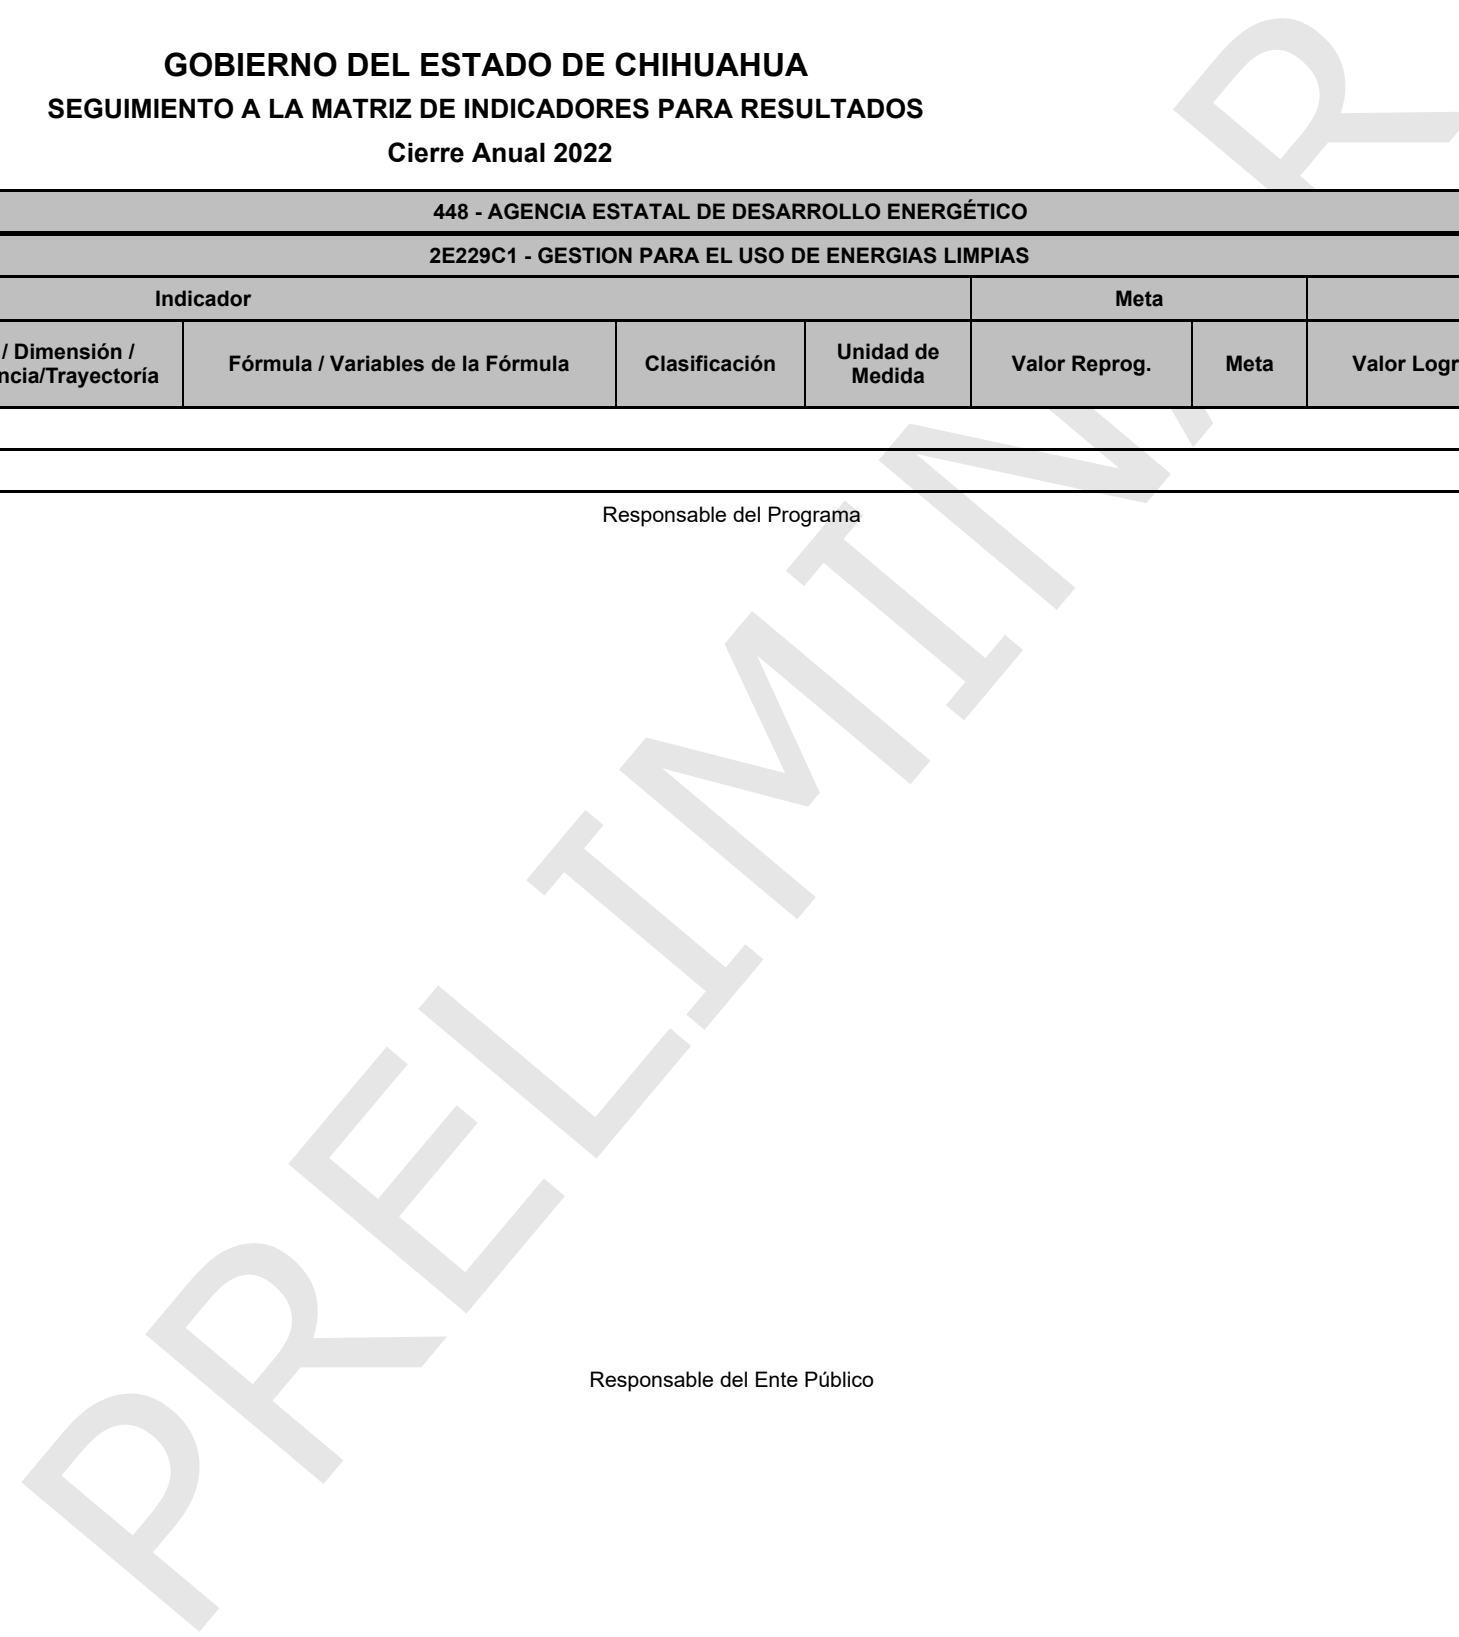 GOBIERNO DEL ESTADO DE CHIHUAHUA
SEGUIMIENTO A LA MATRIZ DE INDICADORES PARA RESULTADOS
Cierre Anual 2022
448 - AGENCIA ESTATAL DE DESARROLLO ENERGÉTICO
2E229C1 - GESTION PARA EL USO DE ENERGIAS LIMPIAS
Indicador Meta
/ Dimensión /
ncia/Trayectoría
Fórmula / Variables de la Fórmula
Clasificación
Unidad de
Medida
Valor Reprog.
Meta
Valor Logr
Responsable del Programa
Responsable del Ente Público
PRELIMINAR